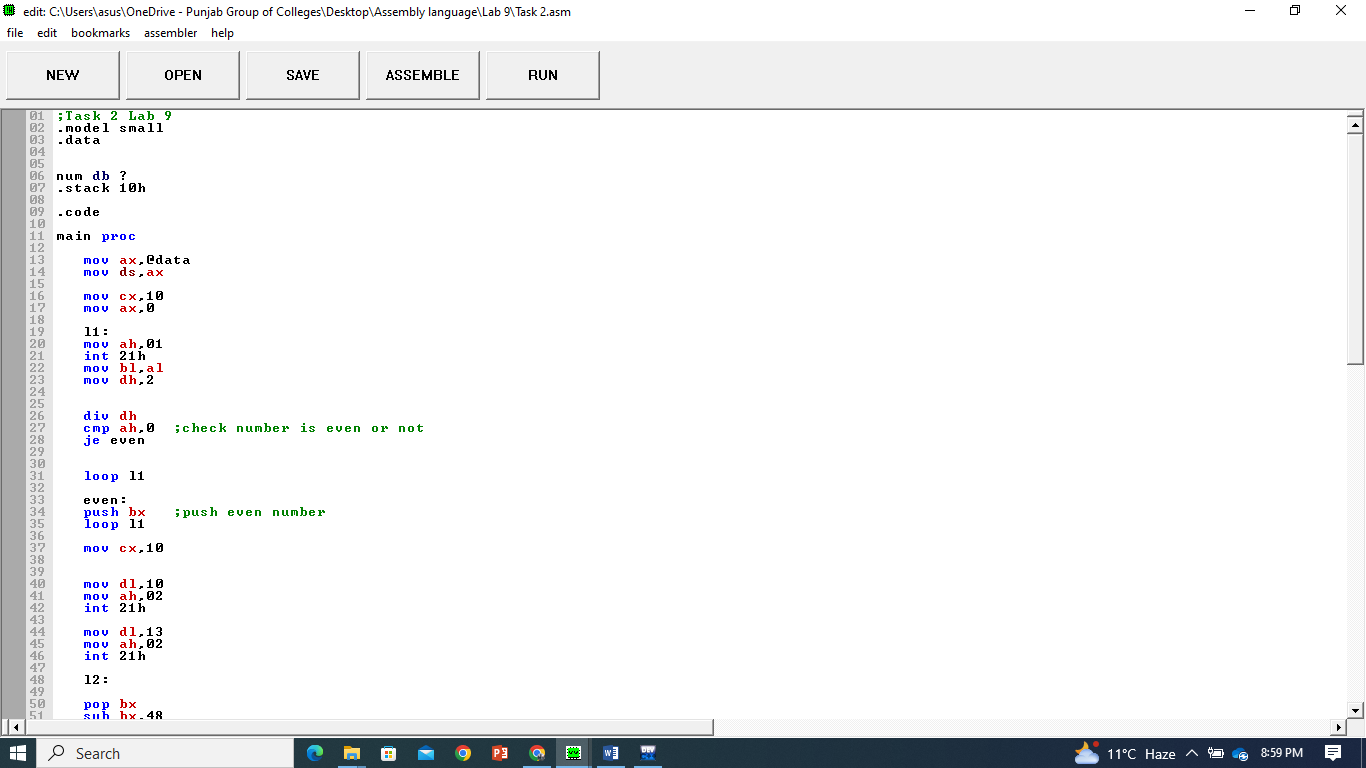 edit: C:\Users\asus\OneDrive - Punjab Group of Colleges\Desktop\Assembly language\Lab 9\Task 2.asm
file edit bookmarks assembler help
NEW OPEN SAVE ASSEMBLE RUN
01 ;Task 2 Lab 9
02 .model small
03 .data
04
05
06 num db ?
07 .stack 10h
08
09 .code
10
11 main proc
12
13 mov ax,@data
14 mov ds,ax
15
16 mov cx,10
17 mov ax,0
18
19 l1:
20 mov ah,01
21 int 21h
22 mov bl,al
23 mov dh,2
24
25
26 div dh
27 cmp ah,0 ;check number is even or not
28 je even
29
30
31 loop l1
32
33 even:
34 push bx ;push even number
35 loop l1
36
37 mov cx,10
38
39
40 mov dl,10
41 mov ah,02
42 int 21h
43
44 mov dl,13
45 mov ah,02
46 int 21h
47
48 l2:
49
50 pop bx
51 sub bx,48
Search
11°C Haze
8:59 PM